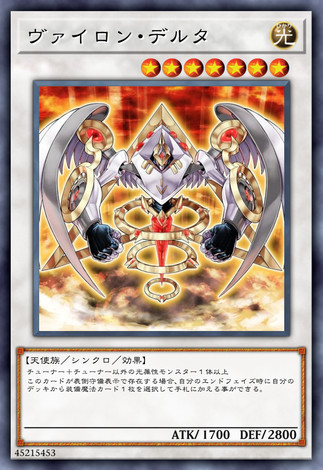 ヴァイロン・デルタ
光
【天使族／シンクロ／効果】
チューナー＋チューナー以外の光属性モンスター１体以上
このカードが表側守備表示で存在する場合、自分のエンドフェイズ時に自分の
デッキから装備魔法カード１枚を選択して手札に加える事ができる。
ATK/1700 DEF/2800
45215453